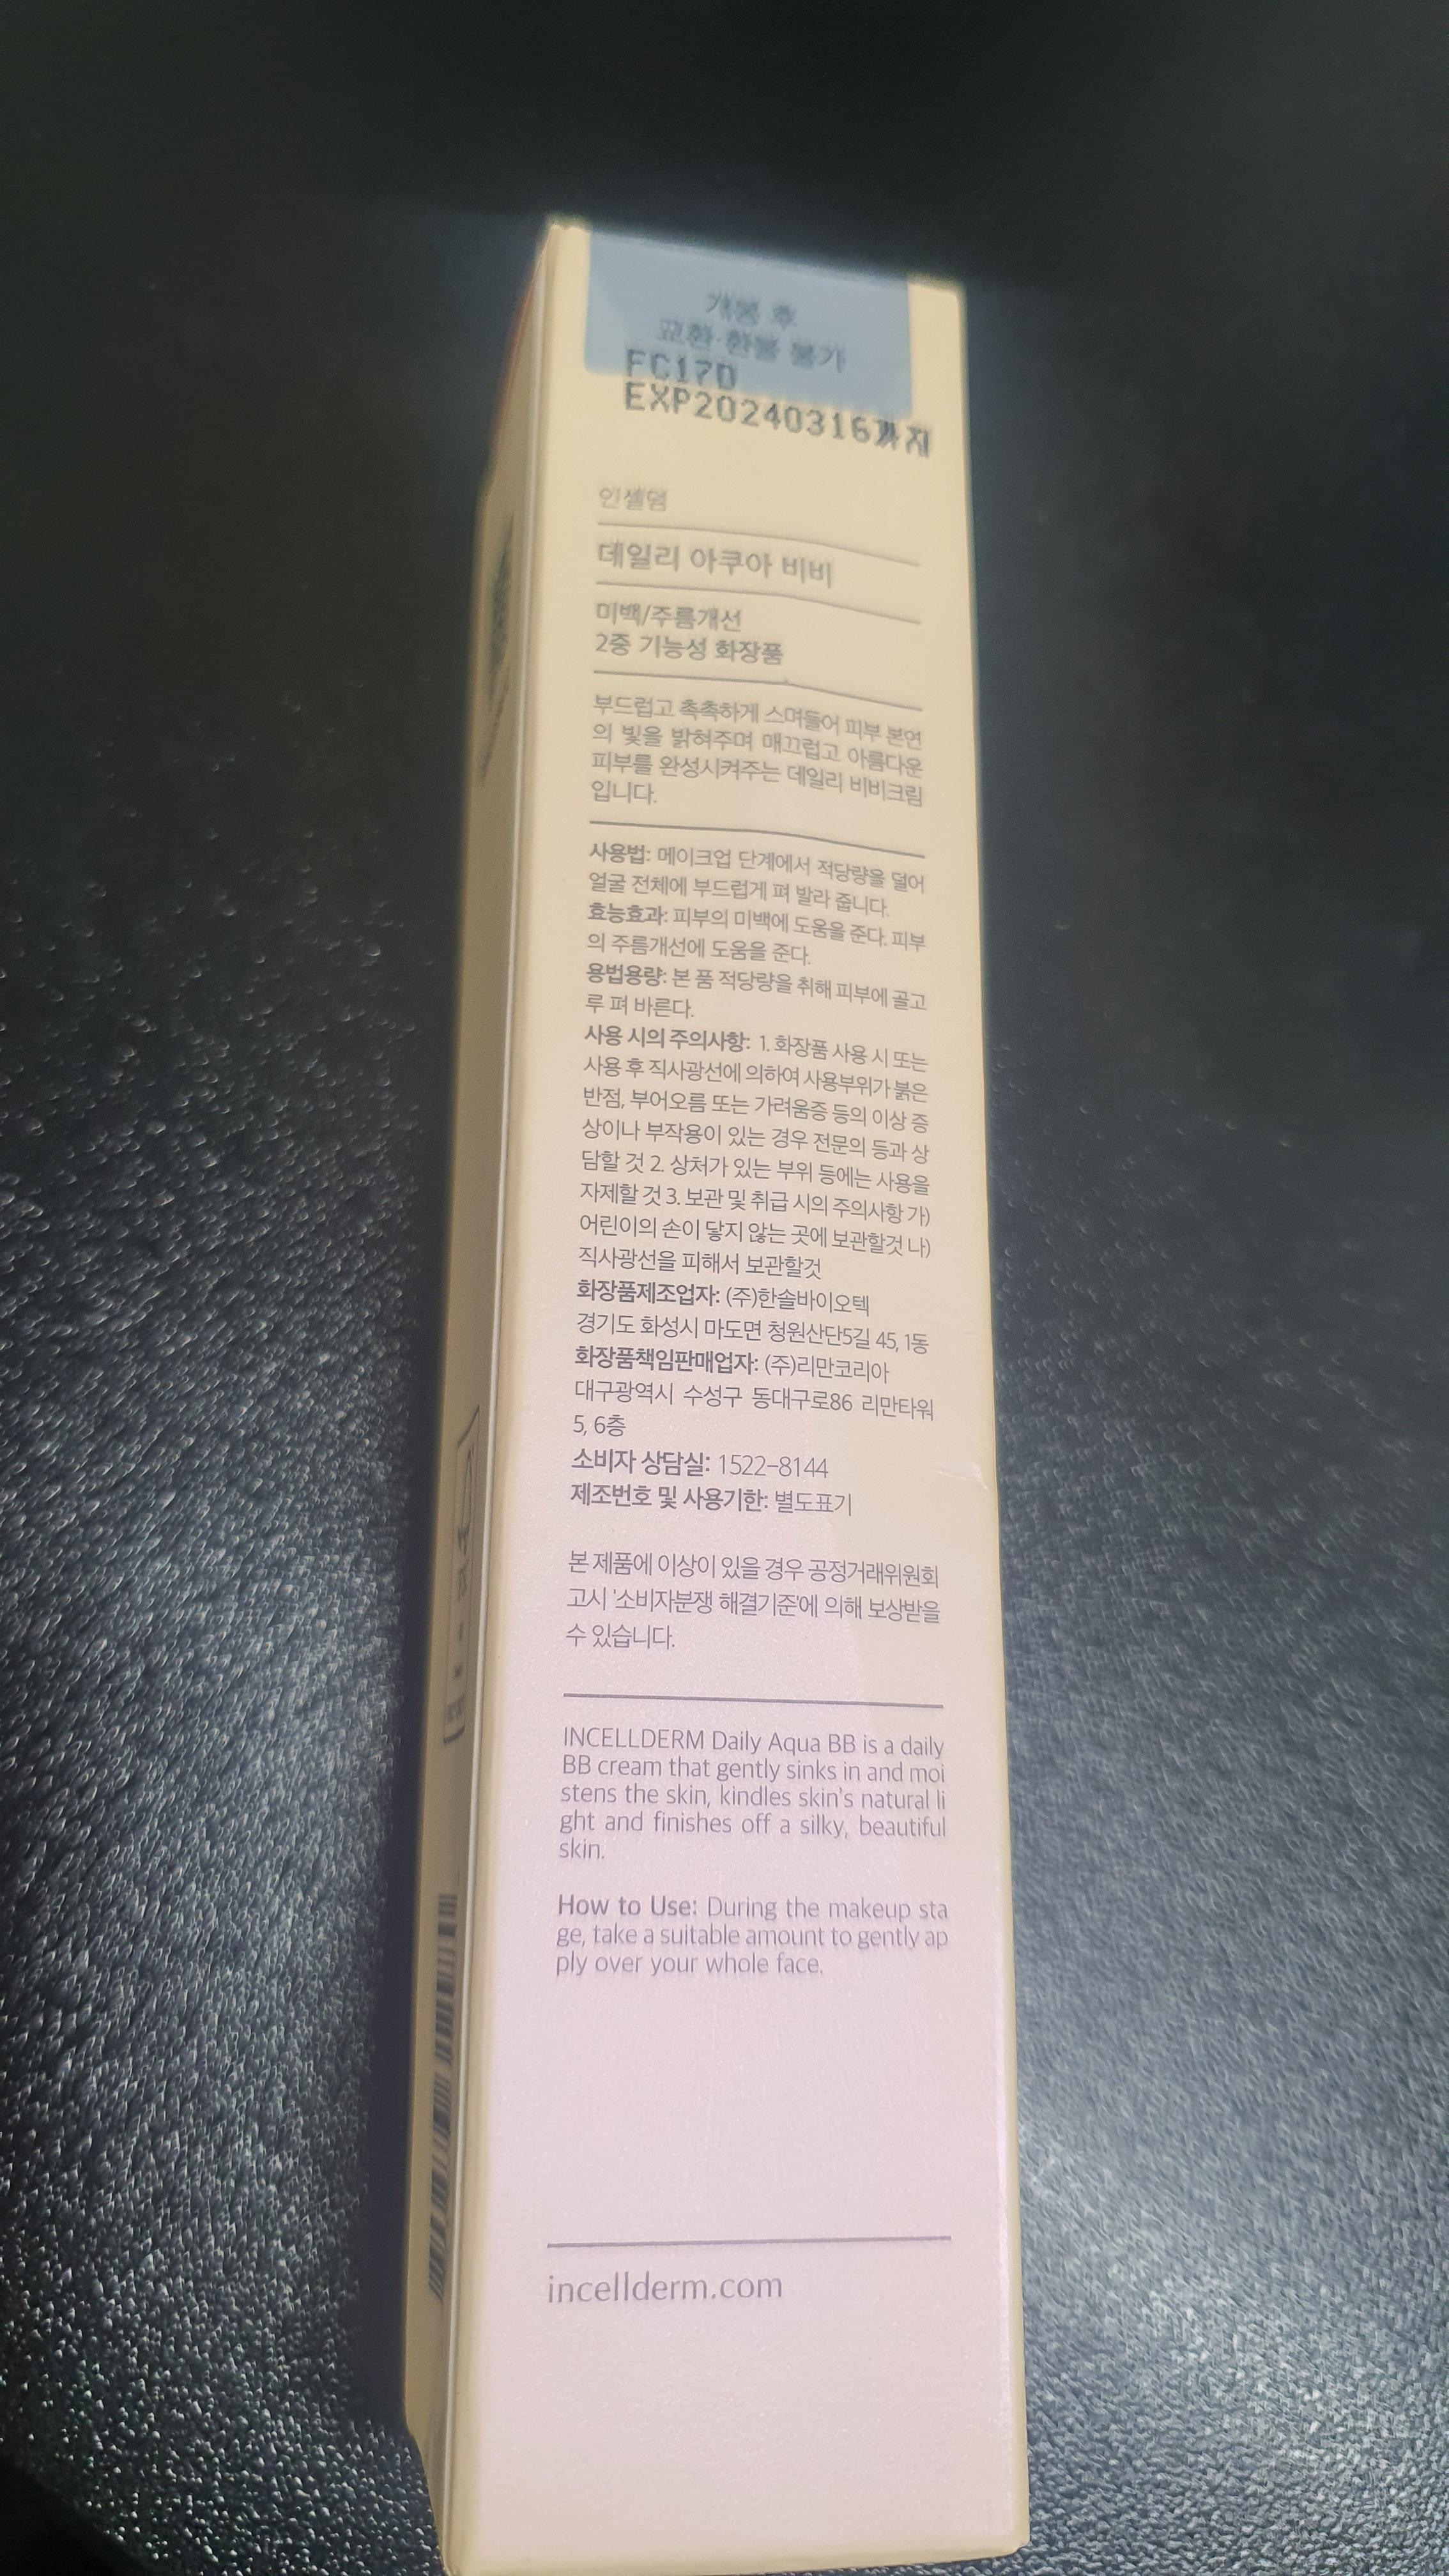 개봉 후
교환·환불 불가
FC17D
EXP20240316까지
인셀덤
데일리 아쿠아 비비
미백/주름개선
2중 기능성 화장품
부드럽고 촉촉하게 스며들어 피부 본연
의 빛을 밝혀주며 매끄럽고 아름다운
피부를 완성시켜주는 데일리 비비크림
입니다.
사용법: 메이크업 단계에서 적당량을 덜어
얼굴 전체에 부드럽게 펴 발라 줍니다.
효능효과: 피부의 미백에 도움을 준다. 피부
의 주름개선에 도움을 준다.
용법용량: 본 품 적당량을 취해 피부에 골고
루 펴 바른다.
사용 시의 주의사항: 1. 화장품 사용 시 또는
사용 후 직사광선에 의하여 사용부위가 붉은
반점, 부어오름 또는 가려움증 등의 이상 증
상이나 부작용이 있는 경우 전문의 등과 상
담할 것 2. 상처가 있는 부위 등에는 사용을
자제할 것 3. 보관 및 취급 시의 주의사항 가)
어린이의 손이 닿지 않는 곳에 보관할것 나)
직사광선을 피해서 보관할것
화장품제조업자: (주)한솔바이오텍
경기도 화성시 마도면 청원산단5길 45, 1동
화장품책임판매업자: (주)리만코리아
대구광역시 수성구 동대구로86 리만타워
5, 6층
소비자 상담실: 1522-8144
제조번호 및 사용기한: 별도표기
본 제품에 이상이 있을 경우 공정거래위원회
고시 '소비자분쟁 해결기준'에 의해 보상받을
수 있습니다.
INCELLDERM Daily Aqua BB is a daily
BB cream that gently sinks in and moi
stens the skin, kindles skin's natural li
ght and finishes off a silky, beautiful
skin.
How to Use: During the makeup sta
ge, take a suitable amount to gently ap
ply over your whole face.
incellderm.com